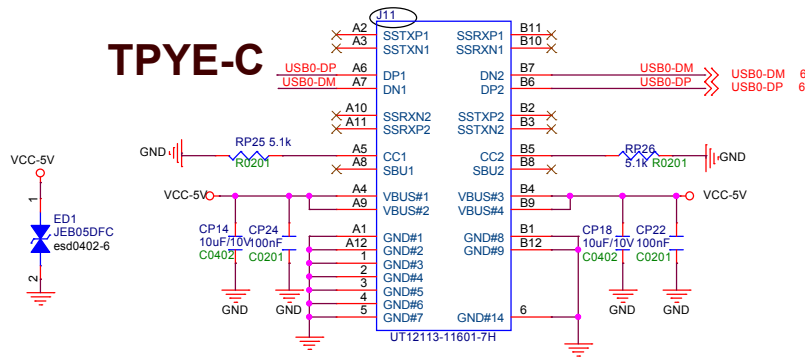 J11
TPYE-C
A2 SSTXP1 SSRXP1 B11
A3 SSTXN1 SSRXN1 B10
USB0-DP A6 DP1 DN2 B7 USB0-DM USB0-DM 6
USB0-DM A7 DN1 DP2 B6 USB0-DP USB0-DP 6
A10 SSRXN2 SSTXP2 B2
A11 SSRXP2 SSTXN2 B3
GND RP25 5.1k R0201 A5 CC1 CC2 B5 RP26 5.1k R0201 GND
A8 SBU1 SBU2 B8
VCC-5V A4 VBUS#1 VBUS#3 B4 VCC-5V
A9 VBUS#2 VBUS#4 B9
VCC-5V
1
ED1
JEB05DFC
esd0402-6
2
CP14
10uF/10V
C0402
GND
CP24
100nF
C0201
GND
A1 GND#1 GND#8 B1
A12 GND#2 GND#9 B12
1 GND#3
2 GND#4
3 GND#5
4 GND#6
5 GND#7 GND#14 6
CP18
10uF/10V
C0402
GND
CP22
100nF
C0201
GND
UT12113-11601-7H